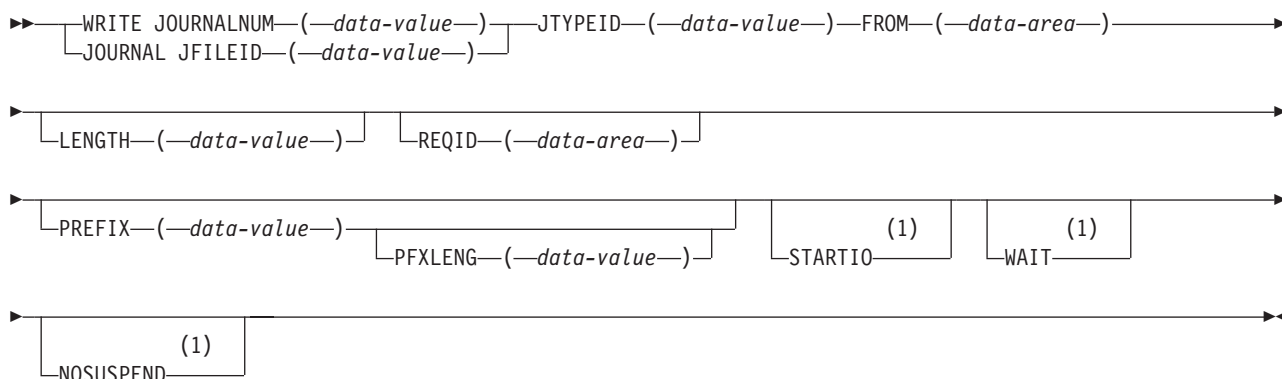 WRITE JOURNALNUM ( data-value ) JTYPEID ( data-value ) FROM ( data-area )
JOURNAL JFILEID ( data-value )
LENGTH ( data-value ) REQID ( data-area )
PREFIX ( data-value ) (1) (1)
PFXLENG ( data-value ) STARTIO WAIT
(1)
NOSUSPEND